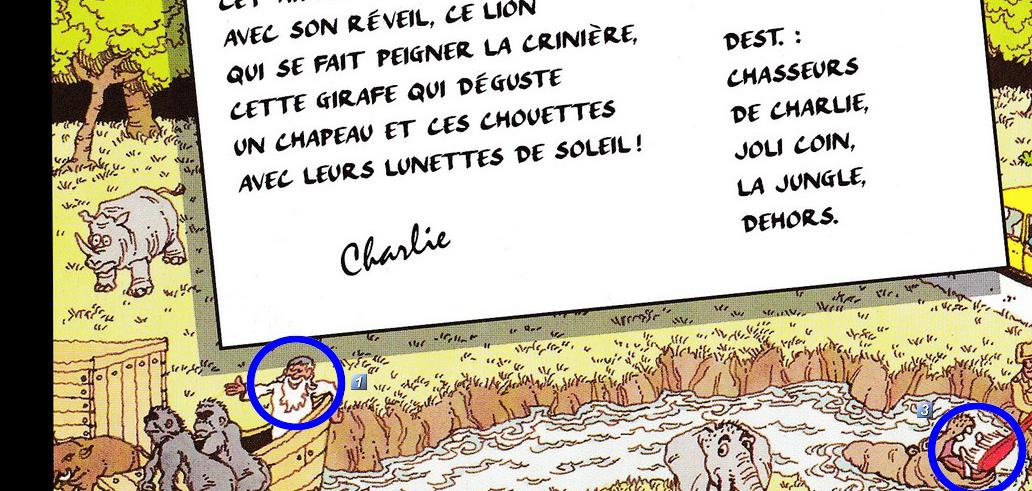 AVEC SON RÉVEIL, CE LION
QUI SE FAIT PEIGNER LA CRINIÈRE,
CETTE GIRAFE QUI DÉGUSTE
UN CHAPEAU ET CES CHOUETTES
AVEC LEURS LUNETTES DE SOLEIL!
Charlie
DEST. :
CHASSEURS
DE CHARLIE,
JOLI COIN,
LA JUNGLE,
DEHORS.
1
3